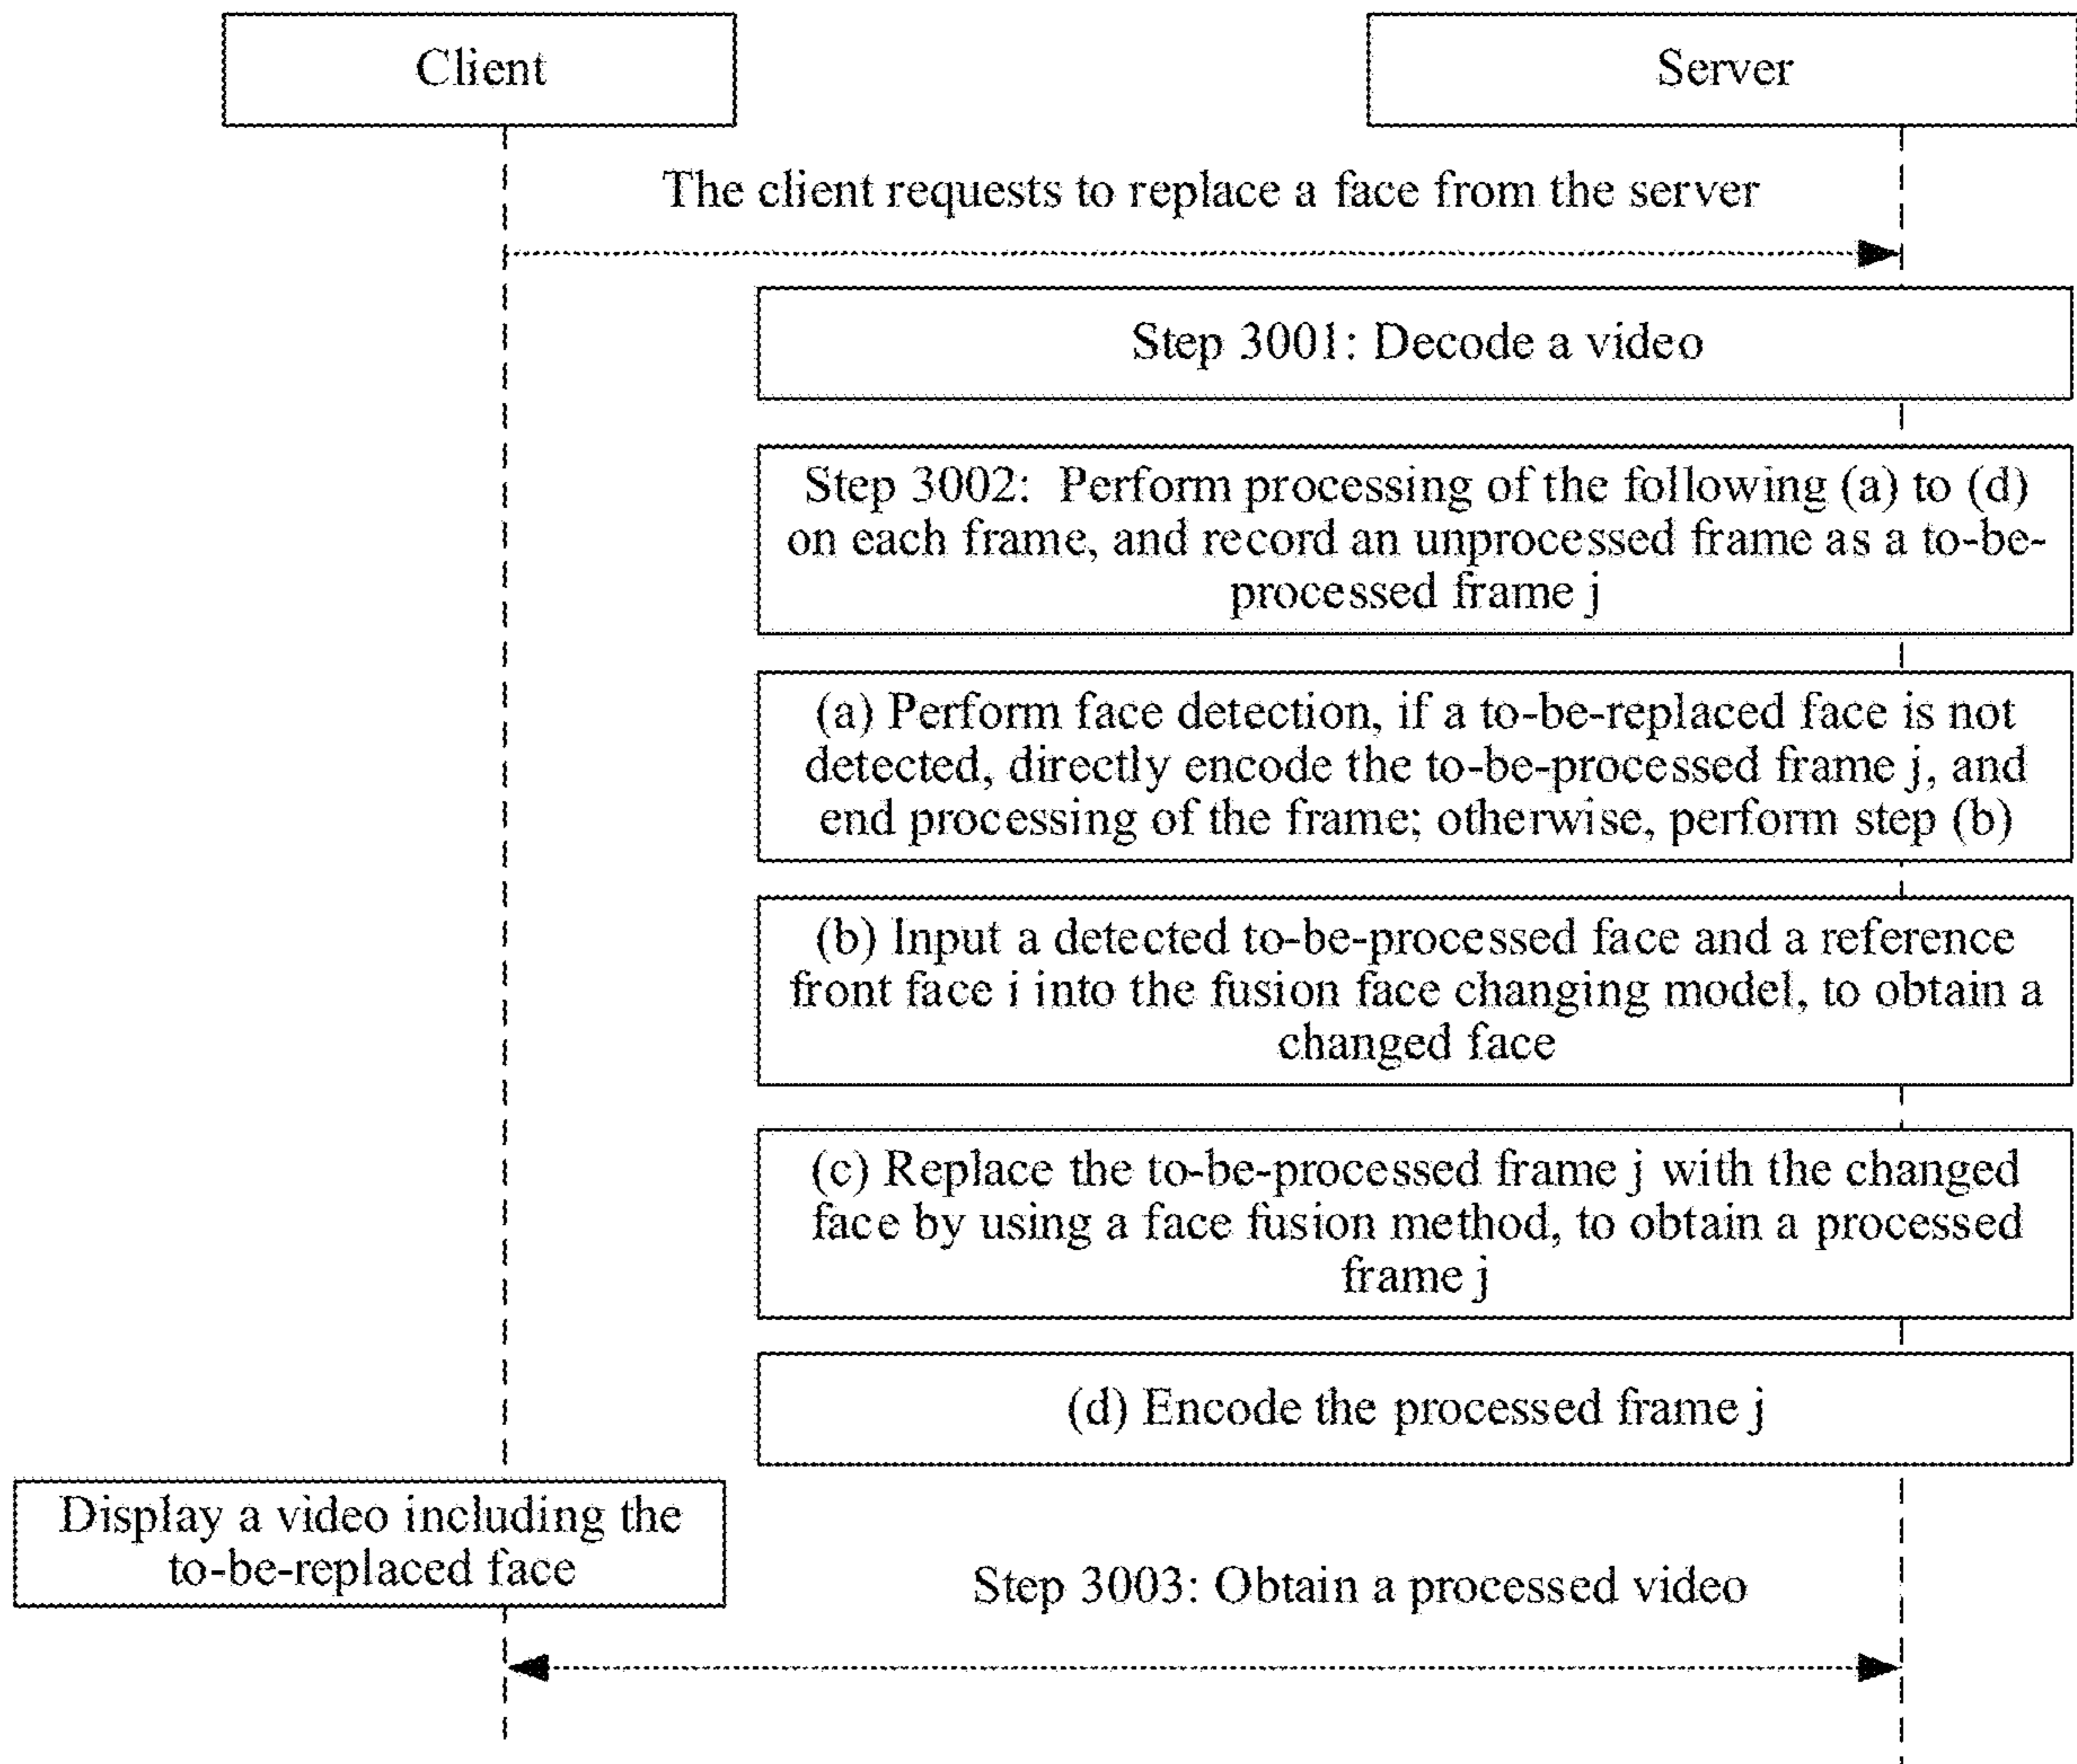 Client
Server
The client requests to replace a face from the server
Step 3001: Decode a video
Step 3002: Perform processing of the following (a) to (d)
on each frame, and record an unprocessed frame as a to-be-
processed frame j
(a) Perform face detection, if a to-be-replaced face is not
detected, directly encode the to-be-processed frame j, and
end processing of the frame; otherwise, perform step (b)
(b) Input a detected to-be-processed face and a reference
front face i into the fusion face changing model, to obtain a
changed face
(c) Replace the to-be-processed frame j with the changed
face by using a face fusion method, to obtain a processed
frame j
(d) Encode the processed frame j
Display a video including the
to-be-replaced face
Step 3003: Obtain a processed video